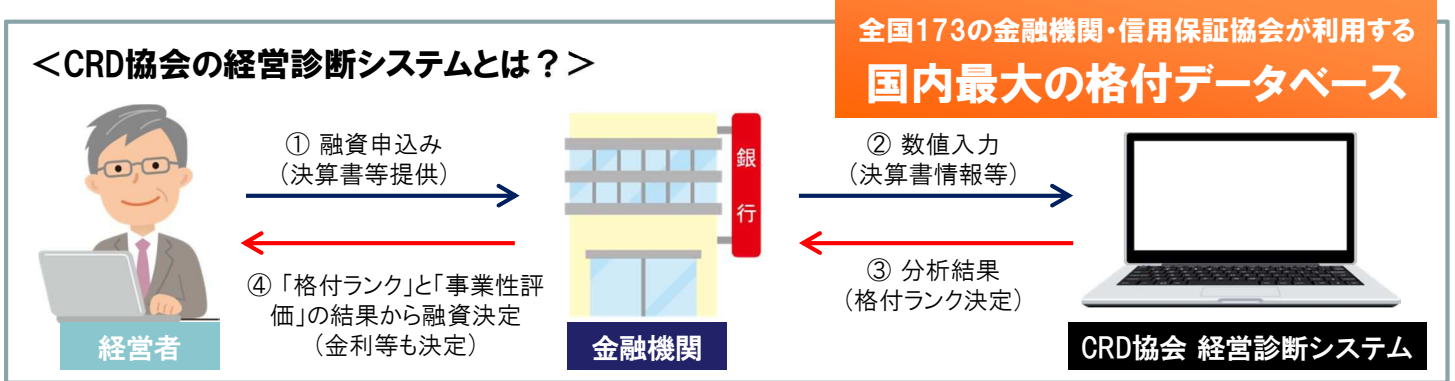 全国173の金融機関・信用保証協会が利用する
国内最大の格付データベース
＜CRD協会の経営診断システムとは？＞
① 融資申込み
（決算書等提供）
銀
行
② 数値入力
（決算書情報等）
③ 分析結果
（格付ランク決定）
④「格付ランク」と「事業性評
価」の結果から融資決定
（金利等も決定）
経営者
金融機関
CRD協会 経営診断システム